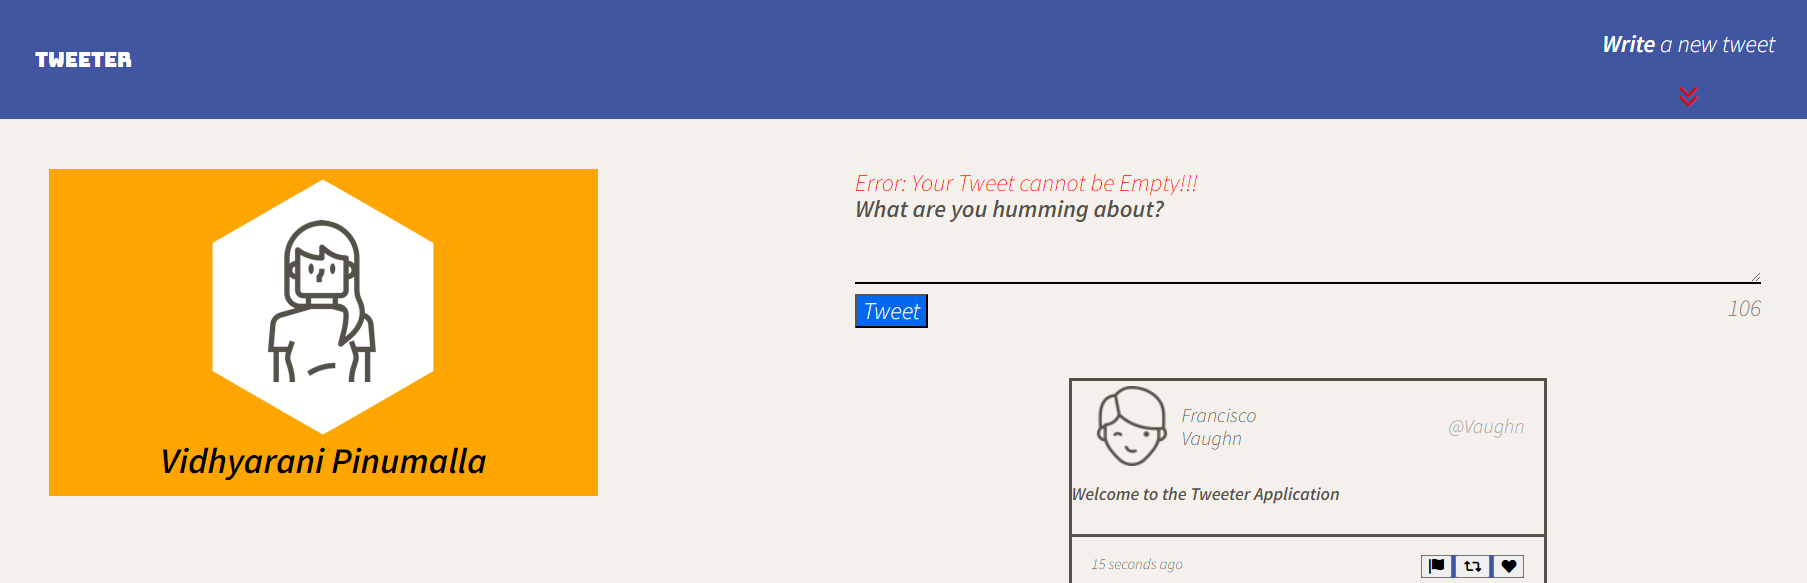 TWEETER
Write a new tweet
Vidhyarani Pinumalla
Error: Your Tweet cannot be Empty!!!
What are you humming about?
Tweet
106
Francisco
Vaughn
@Vaughn
Welcome to the Tweeter Application
15 seconds ago